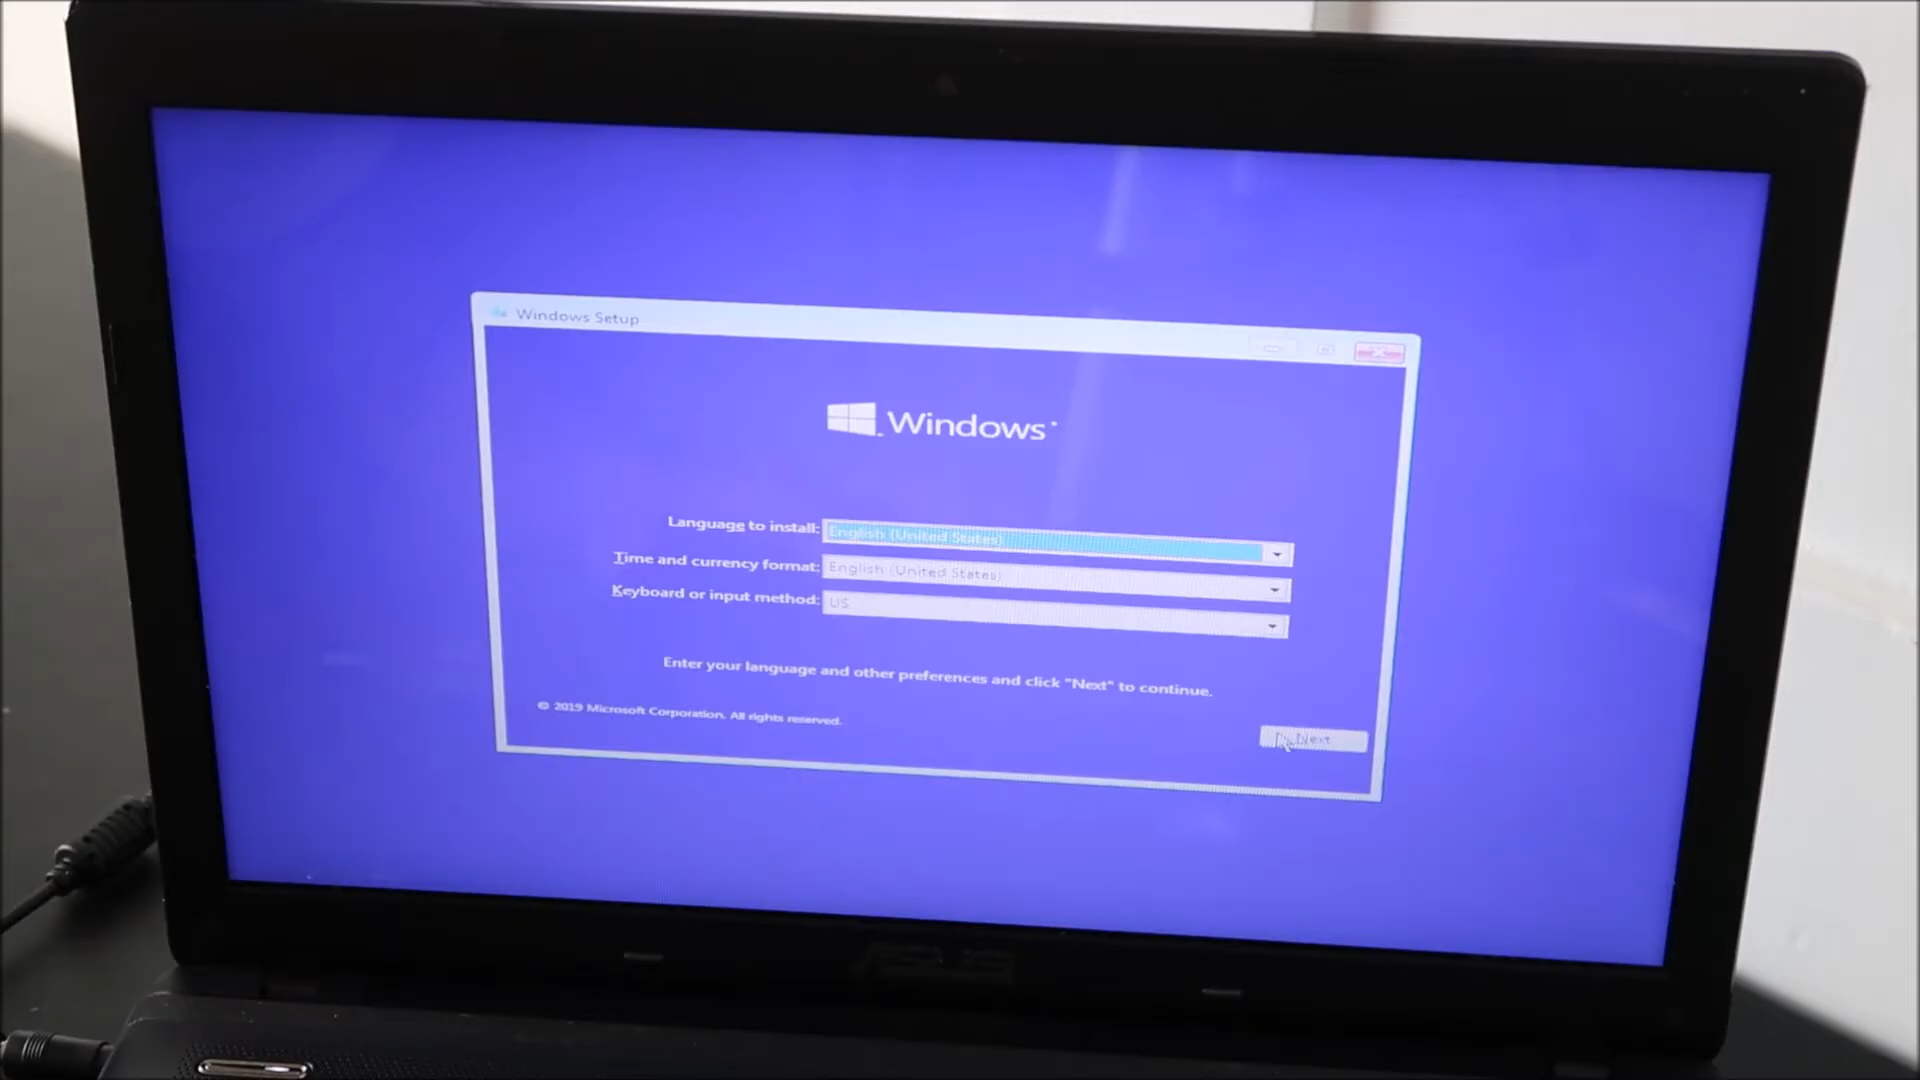 Windows Setup
Windows
Language to install: English (United States)
Time and currency format: English (United States)
Keyboard or input method: US
Enter your language and other preferences and click "Next" to continue.
© 2019 Microsoft Corporation. All rights reserved.
Next
ASUS